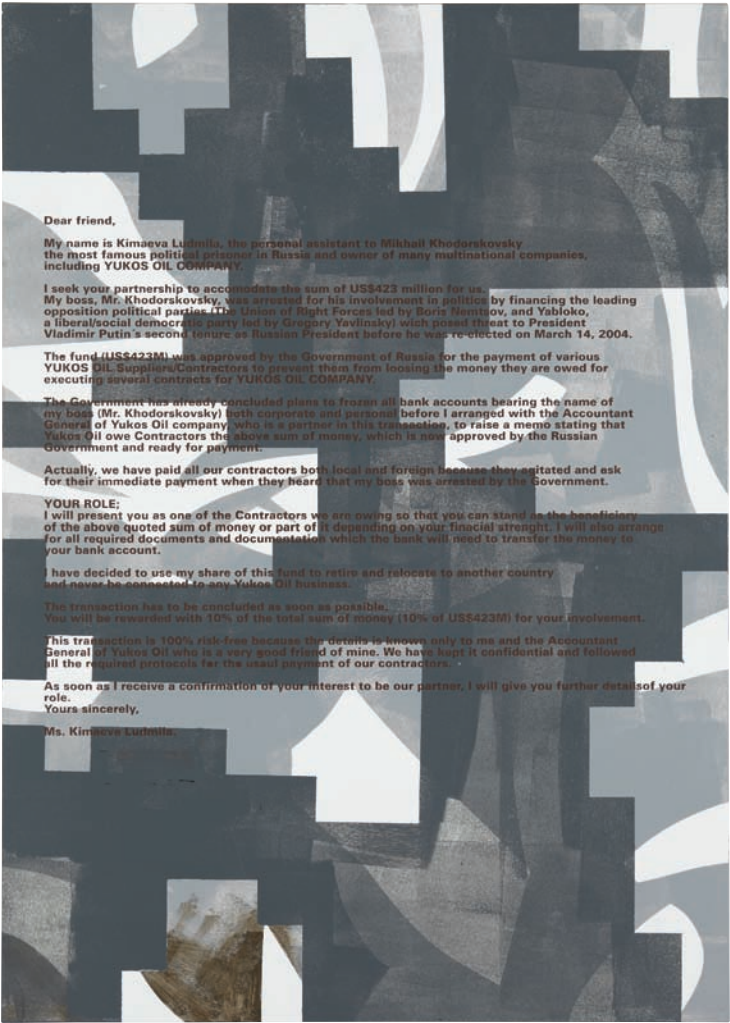 Dear friend,
My name is Kimaeva Ludmila, the personal assistant to Mikhail Khodorskovsky
the most famous political prisoner in Russia and owner of many multinational companies,
including YUKOS OIL COMPANY.
I seek your partnership to accomodate the sum of US$423 million for us.
My boss, Mr. Khodorskovsky, was arrested for his involvement in politics by financing the leading
opposition political parties (The Union of Right Forces led by Boris Nemtsov, and Yabloko,
a liberal/social democratic party led by Gregory Yavlinsky) wich posed threat to President
Vladimir Putin's second tenure as Russian President before he was re-elected on March 14, 2004.
The fund (US$423M) was approved by the Government of Russia for the payment of various
YUKOS OIL Suppliers/Contractors to prevent them from loosing the money they are owed for
executing several contracts for YUKOS OIL COMPANY.
The Government has already concluded plans to frozen all bank accounts bearing the name of
my boss (Mr. Khodorskovsky) both corporate and personal before I arranged with the Accountant
General of Yukos Oil company, who is a partner in this transaction, to raise a memo stating that
Yukos Oil owe Contractors the above sum of money, which is now approved by the Russian
Government and ready for payment.
Actually, we have paid all our contractors both local and foreign because they agitated and ask
for their immediate payment when they heard that my boss was arrested by the Government.
YOUR ROLE;
I will present you as one of the Contractors we are owing so that you can stand as the beneficiary
of the above quoted sum of money or part of it depending on your finacial strenght. I will also arrange
for all required documents and documentation which the bank will need to transfer the money to
your bank account.
I have decided to use my share of this fund to retire and relocate to another country
and never be connected to any Yukos Oil business.
The transaction has to be concluded as soon as possible.
You will be rewarded with 10% of the total sum of money (10% of US$423M) for your involvement.
This transaction is 100% risk-free because the details is known only to me and the Accountant
General of Yukos Oil who is a very good friend of mine. We have kept it confidential and followed
all the required protocols for the usaul payment of our contractors.
As soon as I receive a confirmation of your interest to be our partner, I will give you further detailsof your
role.
Yours sincerely,
Ms. Kimaeva Ludmila.